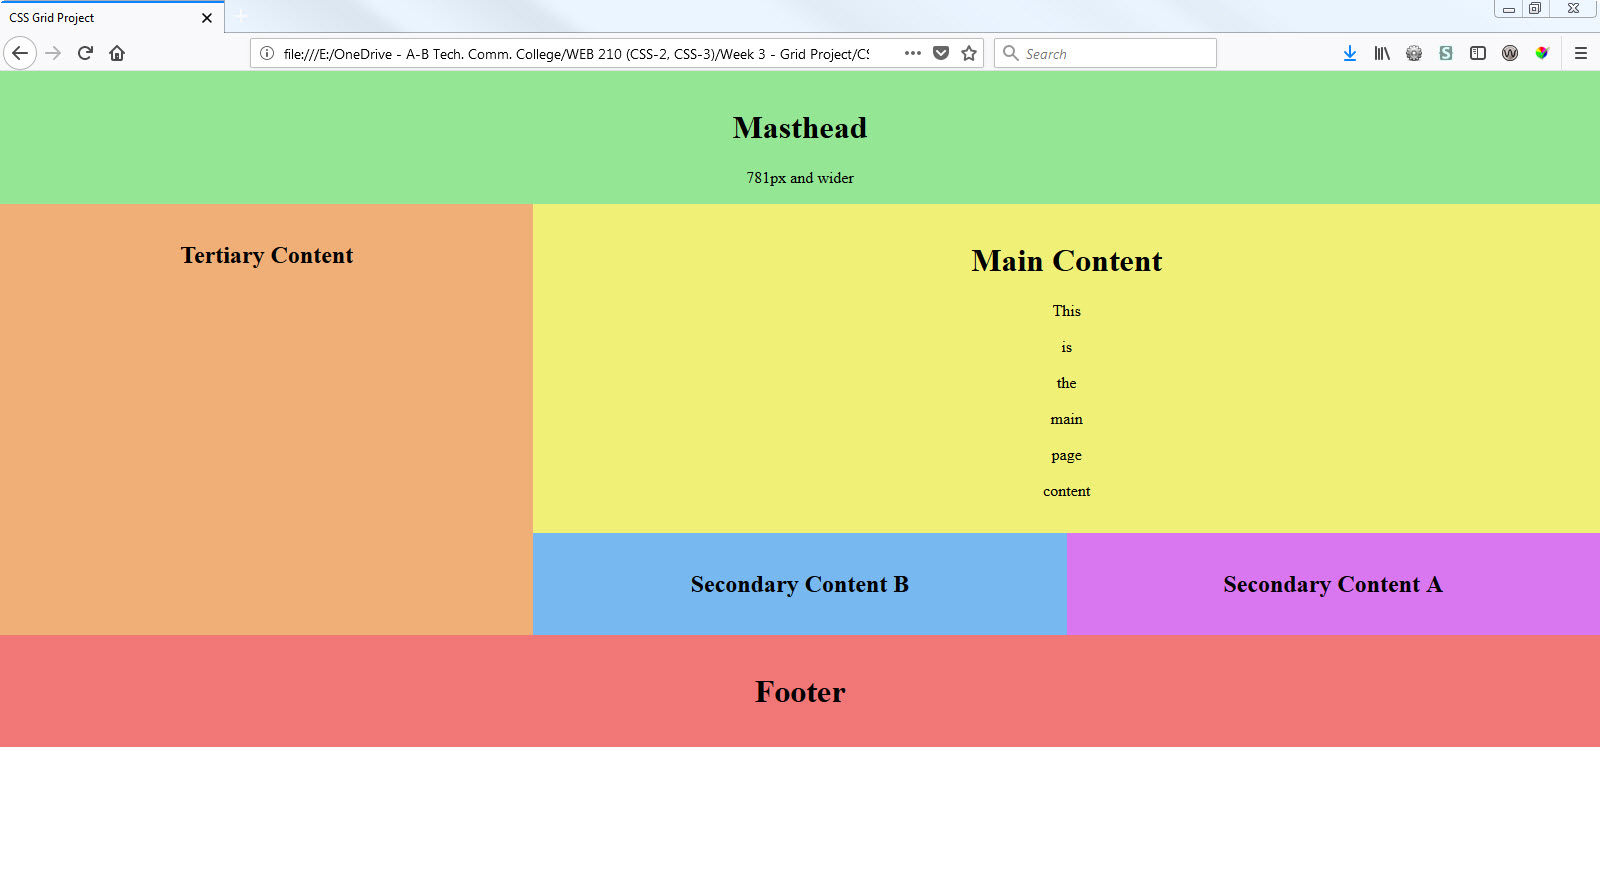 CSS Grid Project
file:///E:/OneDrive - A-B Tech. Comm. College/WEB 210 (CSS-2, CSS-3)/Week 3 - Grid Project/CS
Search
Masthead
781px and wider
Tertiary Content
Main Content
This
is
the
main
page
content
Secondary Content B
Secondary Content A
Footer